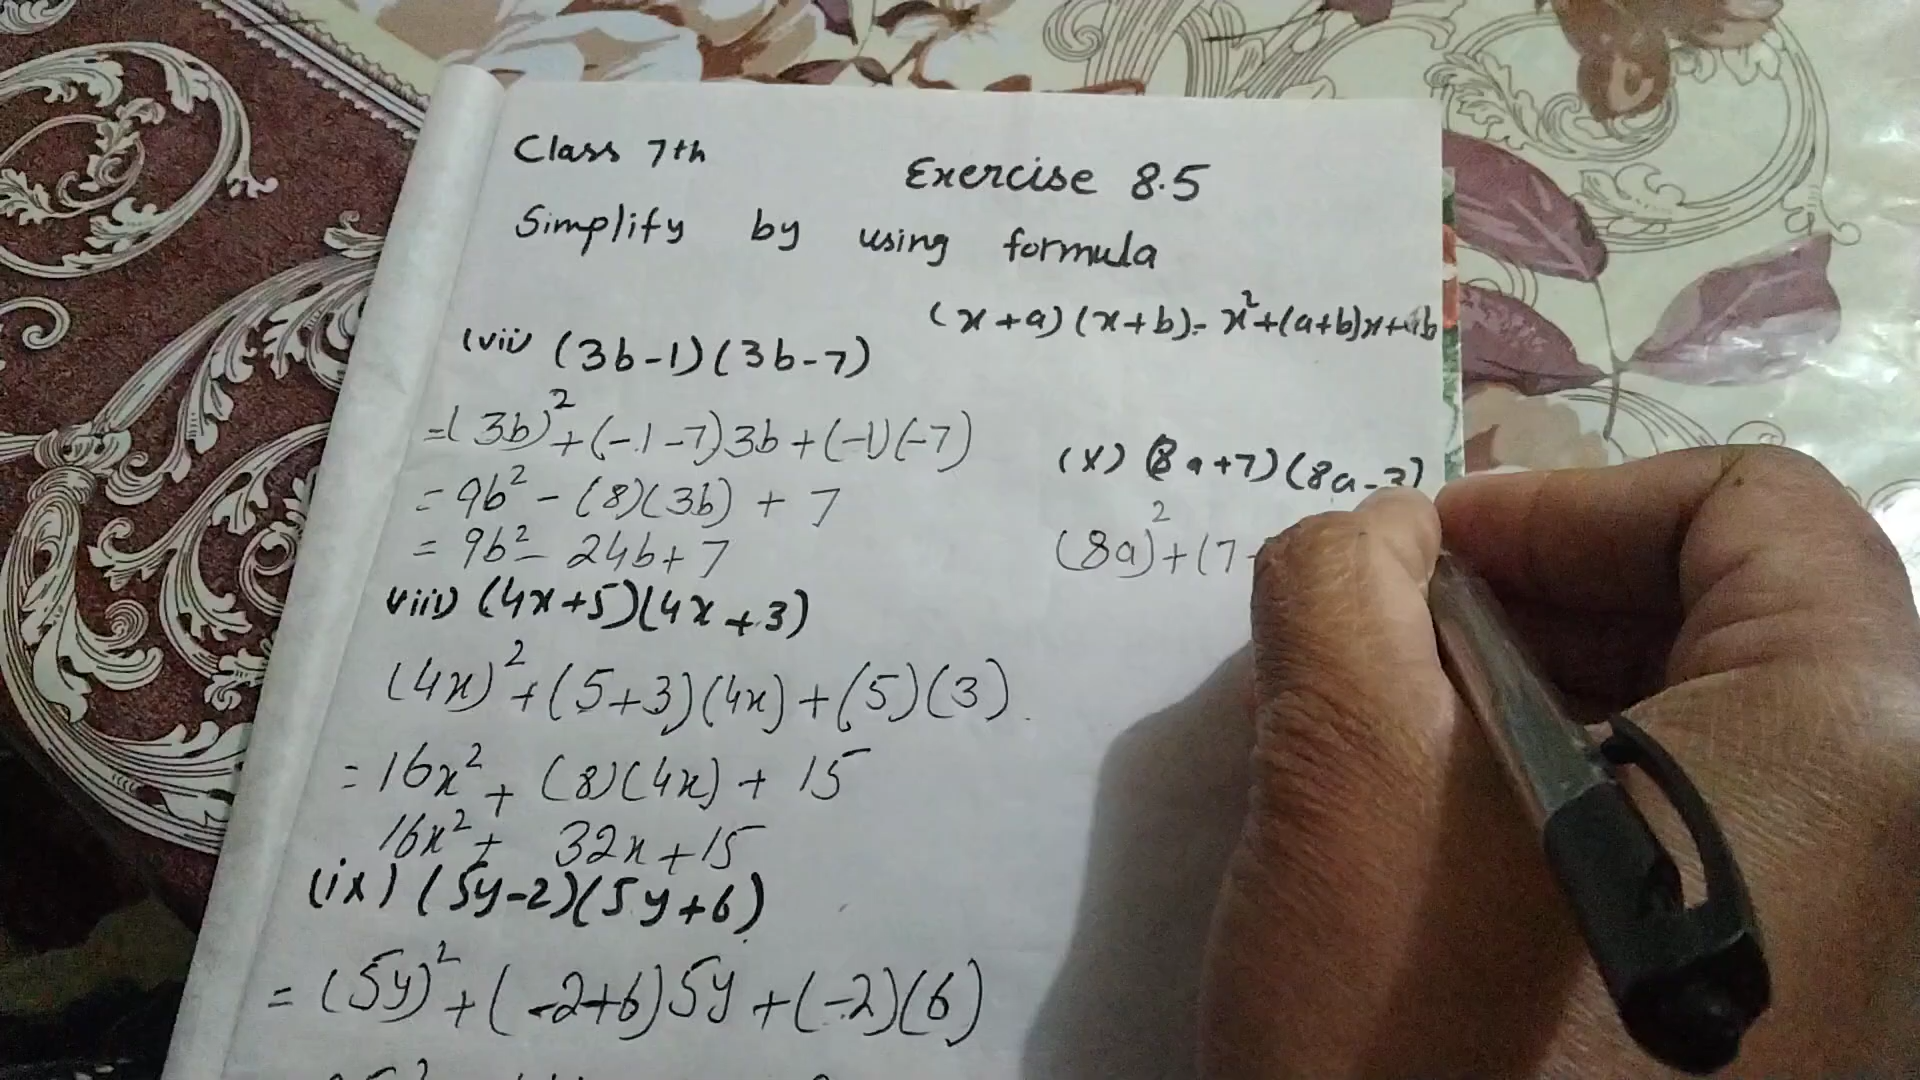 Class 7th
Exercise 8.5
Simplify by using formula
(x+a)(x+b)= x²+(a+b)x+ab
(vii) (3b-1)(3b-7)
=(3b)²+(-1-7)3b+(-1)(-7)
= 9b² - (8)(3b) + 7
= 9b² - 24b+7
viii) (4x+5)(4x+3)
(4x)²+(5+3)(4x)+(5)(3)
= 16x² + (8)(4x) + 15
16x² + 32x+15
(ix) (5y-2)(5y+6)
= (5y)²+(-2+6)5y+(-2)(6)
(x) (8a+7)(8a-3)
(8a)²+(7-